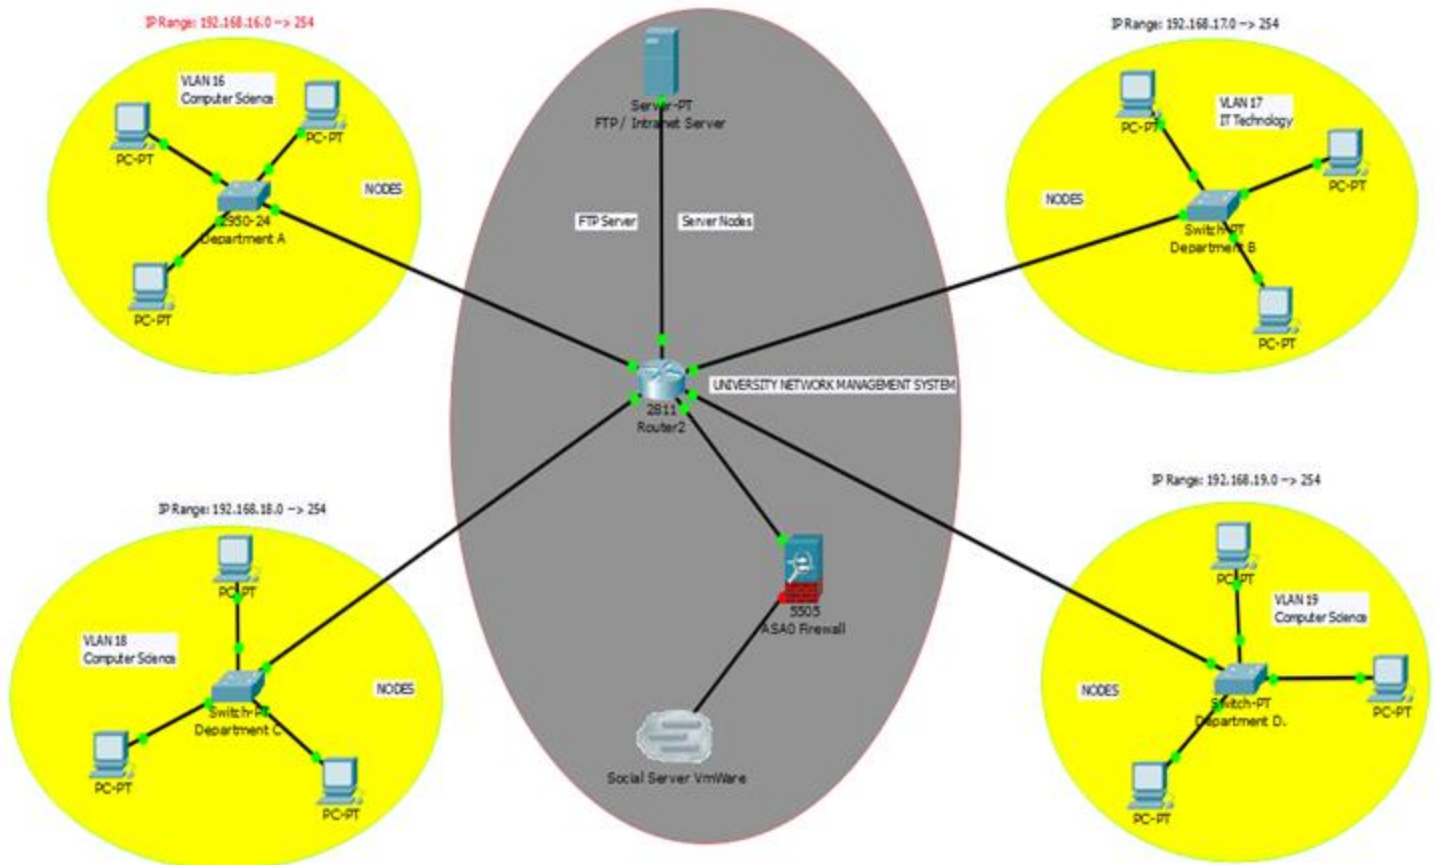 IP Range: 192.168.16.0 --> 254
VLAN 16
Computer Science
PC-PT
PC-PT
NODES
2950-24
Department A
PC-PT
Server-PT
FTP / Intranet Server
FTP Server
Server Nodes
IP Range: 192.168.17.0 --> 254
VLAN 17
IT Technology
PC-PT
PC-PT
NODES
Switch-PT
Department B
PC-PT
UNIVERSITY NETWORK MANAGEMENT SYSTEM
2811
Router2
IP Range: 192.168.18.0 --> 254
PC-PT
VLAN 18
Computer Science
NODES
Switch-PT
Department C
PC-PT
PC-PT
5505
ASA0 Firewall
Social Server VmWare
IP Range: 192.168.19.0 --> 254
PC-PT
VLAN 19
Computer Science
NODES
Switch-PT
Department D.
PC-PT
PC-PT